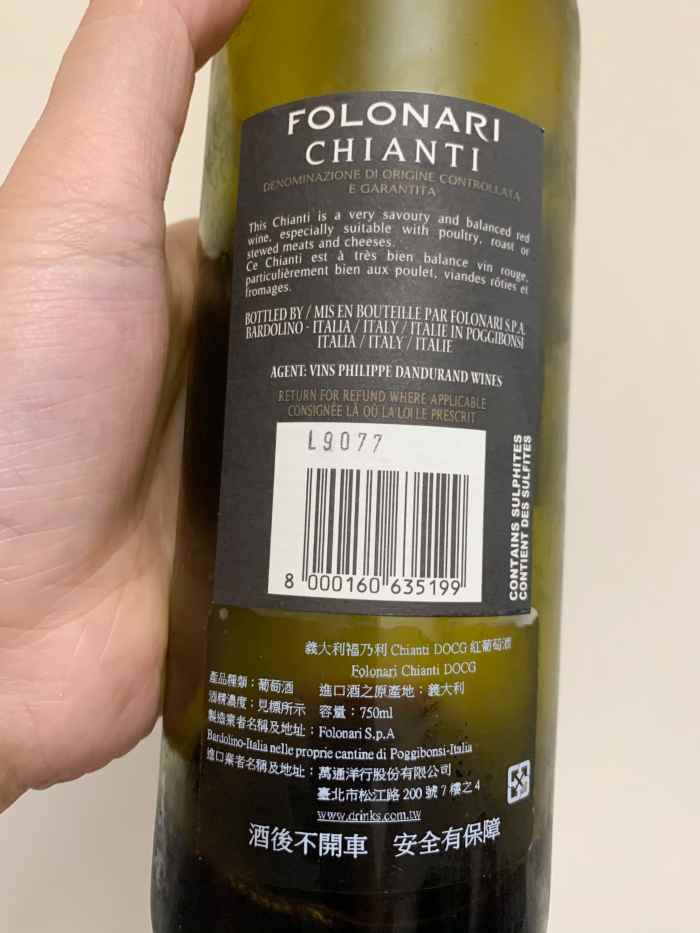 FOLONARI
CHIANTI
DENOMINAZIONE DI ORIGINE CONTROLLATA
E GARANTITA
This Chianti is a very savoury and balanced red
wine, especially suitable with poultry, roast or
stewed meats and cheeses.
Ce Chianti est à très bien balance vin rouge,
particulièrement bien aux poulet, viandes rôties et
fromages.
BOTTLED BY / MIS EN BOUTEILLE PAR FOLONARI S.P.A.
BARDOLINO - ITALIA / ITALY / ITALIE IN POGGIBONSI
ITALIA / ITALY / ITALIE
AGENT: VINS PHILIPPE DANDURAND WINES
RETURN FOR REFUND WHERE APPLICABLE
CONSIGNÉE LÀ OÙ LA LOI LE PRESCRIT
L9077
8 000160 635199
CONTAINS SULPHITES
CONTIENT DES SULFITES
義大利福乃利 Chianti DOCG 紅葡萄酒
Folonari Chianti DOCG
產品種類：葡萄酒 進口酒之原產地：義大利
酒精濃度：見標所示 容量：750ml
製造業者名稱及地址：Folonari S.p.A
Bardolino-Italia nelle proprie cantine di Poggibonsi-Italia
進口業者名稱及地址：萬通洋行股份有限公司
臺北市松江路 200 號 7 樓之 4
www.drinks.com.tw
酒後不開車 安全有保障